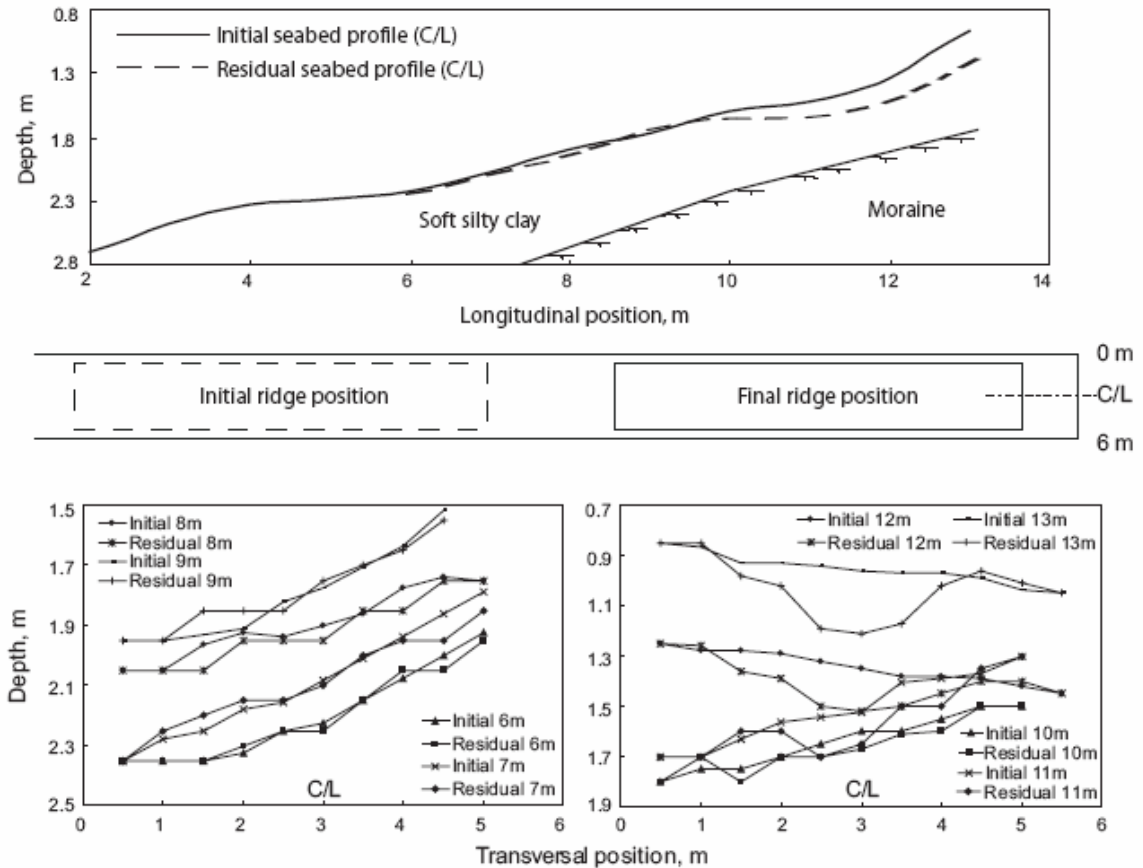 0.8
Initial seabed profile (C/L)
Residual seabed profile (C/L)
1.3
Depth, m
1.8
2.3
Soft silty clay
Moraine
2.8
2 4 6 8 10 12 14
Longitudinal position, m
0 m
Initial ridge position
Final ridge position
C/L
6 m
1.5
Initial 8m
Residual 8m
Initial 9m
Residual 9m
1.7
1.9
Depth, m
2.1
Initial 6m
Residual 6m
Initial 7m
Residual 7m
2.3
C/L
2.5
0 1 2 3 4 5 6
0.7
Initial 12m Initial 13m
Residual 12m Residual 13m
0.9
1.1
1.3
1.5
Initial 10m
Residual 10m
Initial 11m
Residual 11m
1.7
C/L
1.9
0 1 2 3 4 5 6
Transversal position, m